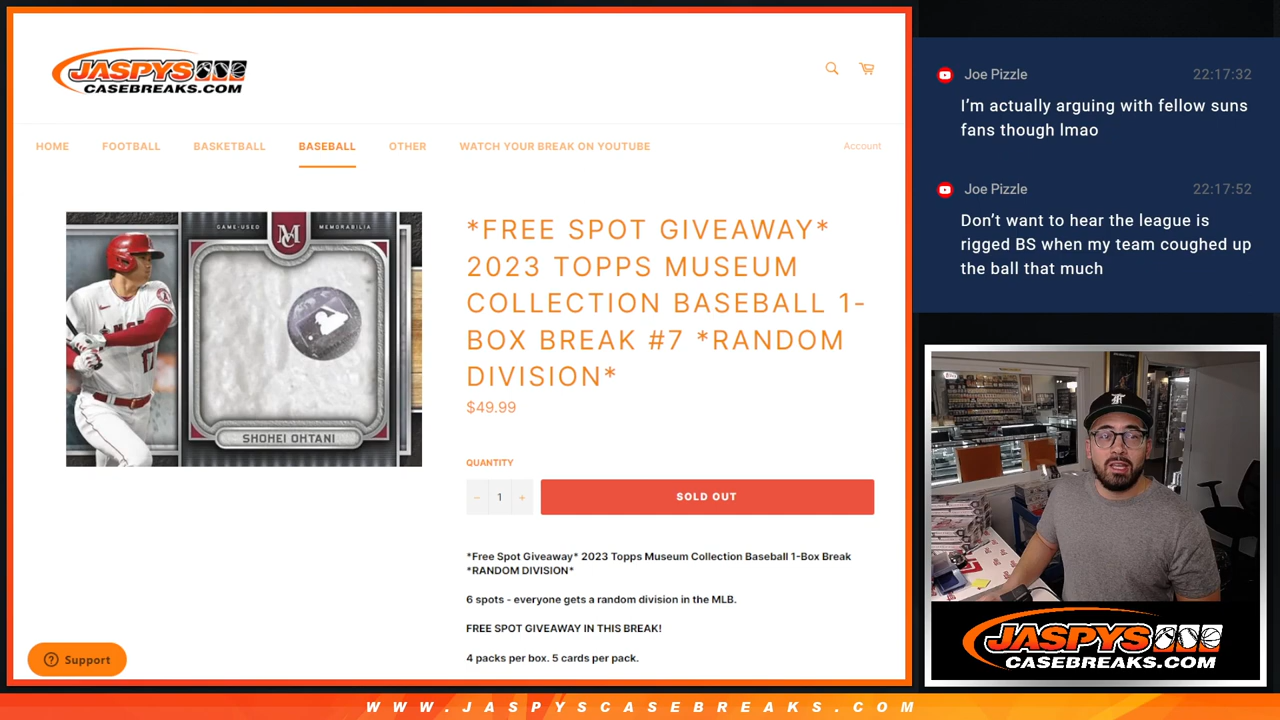 JASPYS
CASEBREAKS.COM
HOME
FOOTBALL
BASKETBALL
BASEBALL
OTHER
WATCH YOUR BREAK ON YOUTUBE
Account
GAME-USED
MEMORABILIA
SHOHEI OHTANI
*FREE SPOT GIVEAWAY*
2023 TOPPS MUSEUM
COLLECTION BASEBALL 1-
BOX BREAK #7 *RANDOM
DIVISION*
$49.99
QUANTITY
− 1 +
SOLD OUT
*Free Spot Giveaway* 2023 Topps Museum Collection Baseball 1-Box Break
*RANDOM DIVISION*
6 spots - everyone gets a random division in the MLB.
FREE SPOT GIVEAWAY IN THIS BREAK!
4 packs per box. 5 cards per pack.
Support
Joe Pizzle 22:17:32
I’m actually arguing with fellow suns
fans though lmao
Joe Pizzle 22:17:52
Don’t want to hear the league is
rigged BS when my team coughed up
the ball that much
JASPYS
CASEBREAKS.COM
WWW.JASPYSCASEBREAKS.COM